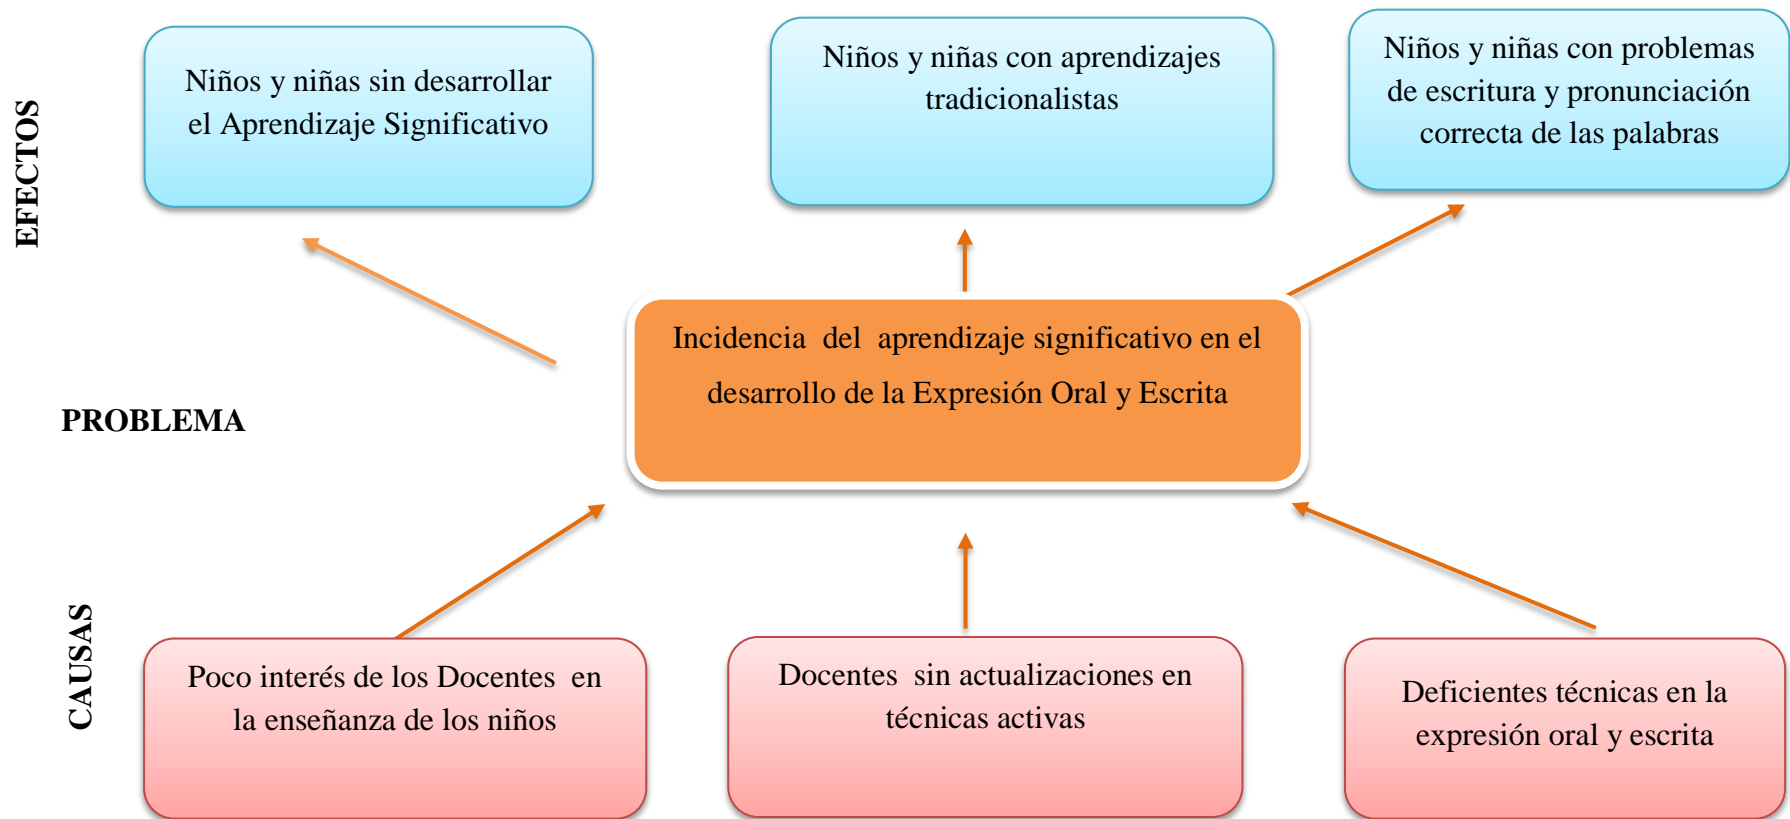 EFECTOS
Niños y niñas sin desarrollar
el Aprendizaje Significativo
Niños y niñas con aprendizajes
tradicionalistas
Niños y niñas con problemas
de escritura y pronunciación
correcta de las palabras
PROBLEMA
Incidencia del aprendizaje significativo en el
desarrollo de la Expresión Oral y Escrita
CAUSAS
Poco interés de los Docentes en
la enseñanza de los niños
Docentes sin actualizaciones en
técnicas activas
Deficientes técnicas en la
expresión oral y escrita